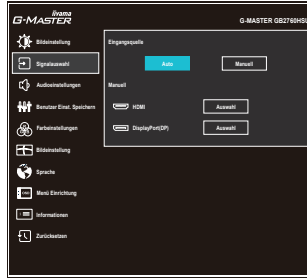 iiyama
G-MASTER
G-MASTER GB2760HSU
Bildeinstellung
Signalauswahl
Audioeinstellungen
Benutzer Einst. Speichern
Farbeinstellungen
Bildeinstellung
Sprache
Menü Einrichtung
Informationen
Zurücksetzen
Eingangsquelle
Auto
Manuell
Manuell
HDMI
Auswahl
DisplayPort(DP)
Auswahl